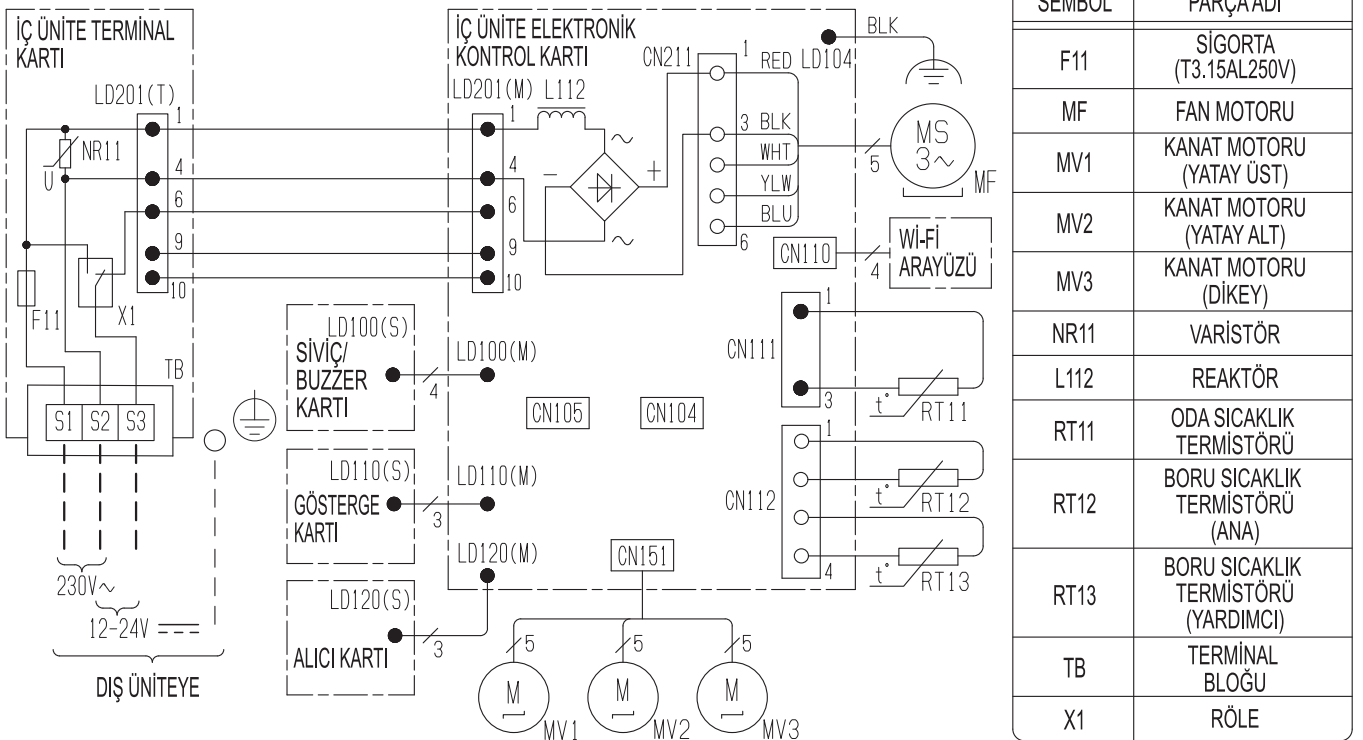 İÇ ÜNİTE TERMİNAL
KARTI
LD201(T)
1
NR11
U
4
6
9
10
F11
X1
TB
S1 S2 S3
230V~
12-24V
DIŞ ÜNİTEYE
İÇ ÜNİTE ELEKTRONİK
KONTROL KARTI
LD201(M) L112
1
4
6
9
10
~
- +
~
CN211
1
RED
3 BLK
WHT
YLW
BLU
6
LD104
BLK
MS
3~
MF
5
CN110
4
Wİ-Fİ
ARAYÜZÜ
CN111
1
3
t° RT11
CN112
1
4
t° RT12
t° RT13
CN105
CN104
LD100(S)
SİVİÇ/
BUZZER
KARTI
4
LD100(M)
LD110(S)
GÖSTERGE
KARTI
3
LD110(M)
LD120(M)
LD120(S)
ALICI KARTI
3
CN151
5 5 5
M M M
MV1 MV2 MV3
SEMBOL PARÇA ADI
F11 SİGORTA
(T3.15AL250V)
MF FAN MOTORU
MV1 KANAT MOTORU
(YATAY ÜST)
MV2 KANAT MOTORU
(YATAY ALT)
MV3 KANAT MOTORU
(DİKEY)
NR11 VARİSTÖR
L112 REAKTÖR
RT11 ODA SICAKLIK
TERMİSTÖRÜ
RT12 BORU SICAKLIK
TERMİSTÖRÜ
(ANA)
RT13 BORU SICAKLIK
TERMİSTÖRÜ
(YARDIMCI)
TB TERMİNAL
BLOĞU
X1 RÖLE